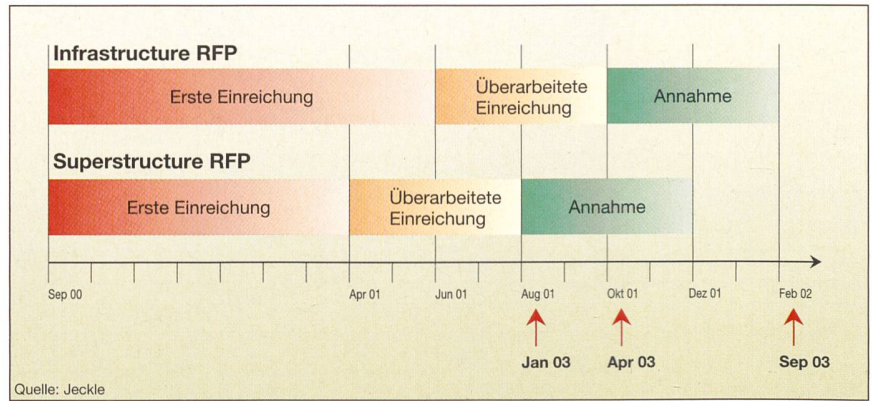 Infrastructure RFP
Erste Einreichung
Überarbeitete
Einreichung
Annahme
Superstructure RFP
Erste Einreichung
Überarbeitete
Einreichung
Annahme
Sep 00
Apr 01
Jun 01
Aug 01
Okt 01
Dez 01
Feb 02
Jan 03
Apr 03
Sep 03
Quelle: Jeckle